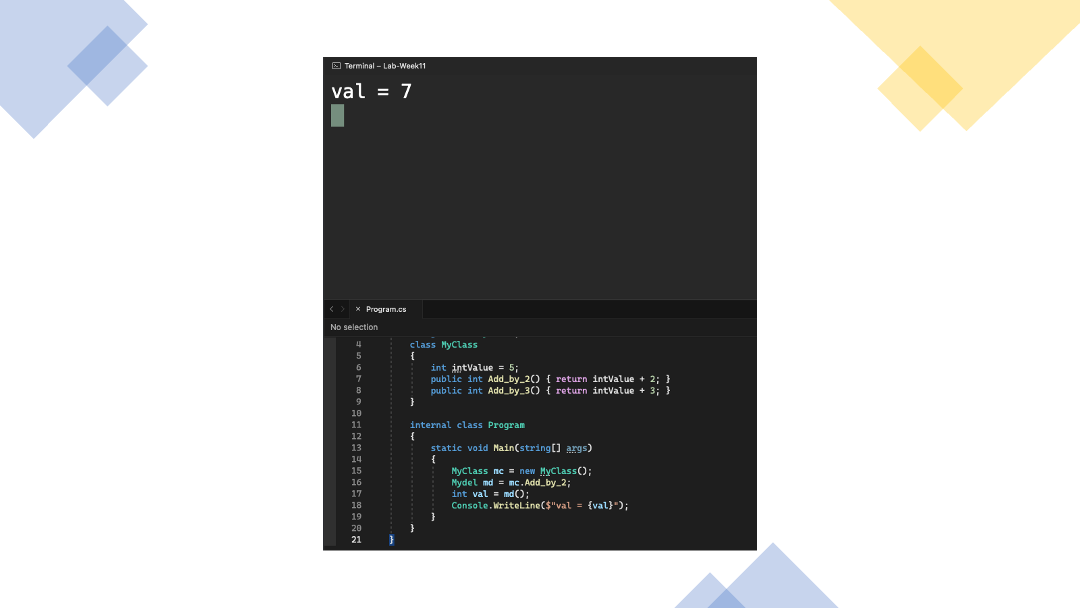 Terminal – Lab-Week11
val = 7
Program.cs
No selection
4 class MyClass
5 {
6 int intValue = 5;
7 public int Add_by_2() { return intValue + 2; }
8 public int Add_by_3() { return intValue + 3; }
9 }
10
11 internal class Program
12 {
13 static void Main(string[] args)
14 {
15 MyClass mc = new MyClass();
16 Mydel md = mc.Add_by_2;
17 int val = md();
18 Console.WriteLine($"val = {val}");
19 }
20 }
21 }